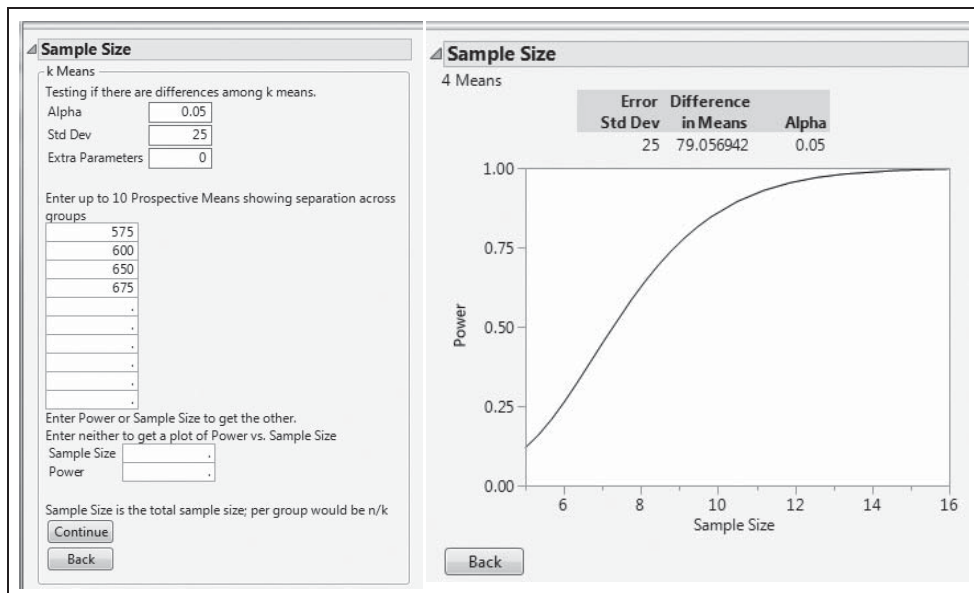 Sample Size
k Means
Testing if there are differences among k means.
Alpha 0.05
Std Dev 25
Extra Parameters 0
Enter up to 10 Prospective Means showing separation across
groups
575
600
650
675
.
.
.
.
.
.
Enter Power or Sample Size to get the other.
Enter neither to get a plot of Power vs. Sample Size
Sample Size .
Power .
Sample Size is the total sample size; per group would be n/k
Continue
Back
Sample Size
4 Means
Error Difference
Std Dev in Means Alpha
25 79.056942 0.05
1.00
0.75
0.50
0.25
0.00
Power
6 8 10 12 14 16
Sample Size
Back